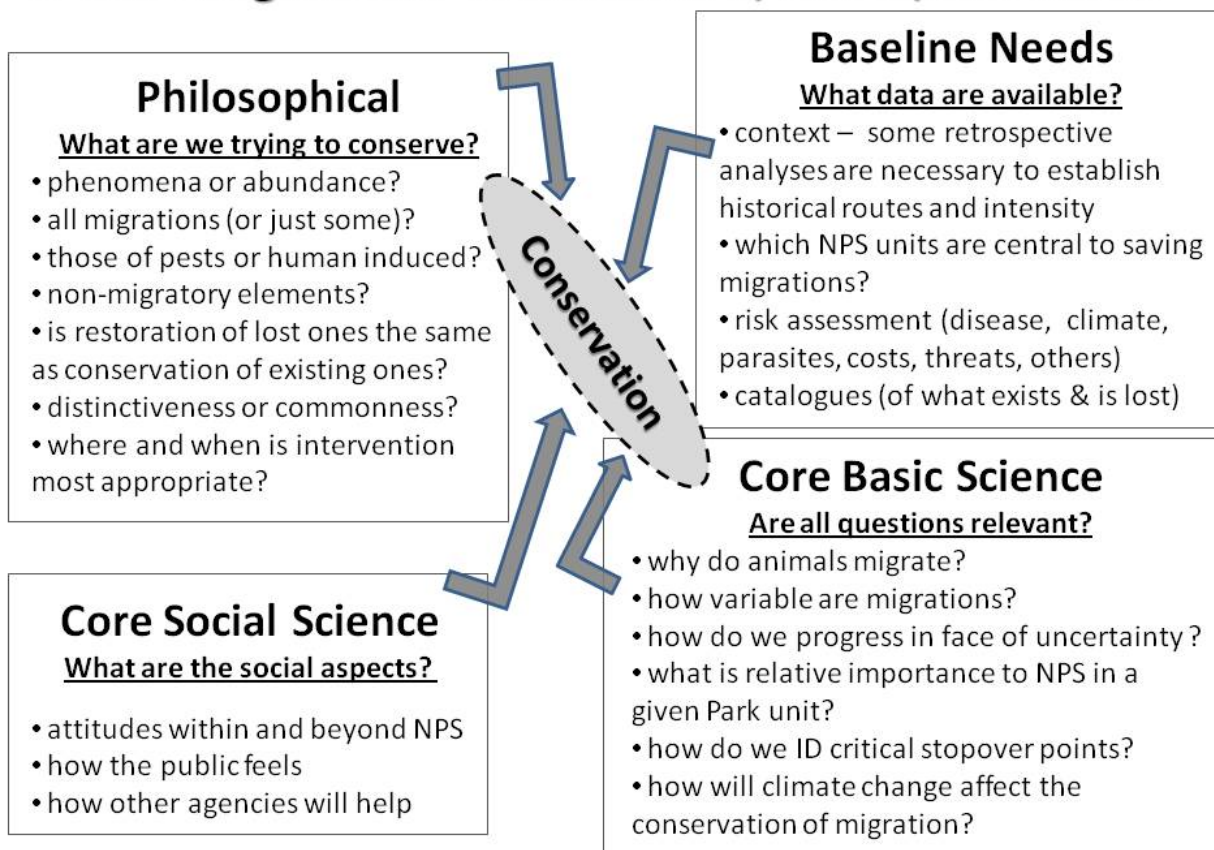 Philosophical
What are we trying to conserve?
• phenomena or abundance?
• all migrations (or just some)?
• those of pests or human induced?
• non-migratory elements?
• is restoration of lost ones the same
as conservation of existing ones?
• distinctiveness or commonness?
• where and when is intervention
most appropriate?
Baseline Needs
What data are available?
• context – some retrospective
analyses are necessary to establish
historical routes and intensity
• which NPS units are central to saving
migrations?
• risk assessment (disease, climate,
parasites, costs, threats, others)
• catalogues (of what exists & is lost)
Conservation
Core Social Science
What are the social aspects?
• attitudes within and beyond NPS
• how the public feels
• how other agencies will help
Core Basic Science
Are all questions relevant?
• why do animals migrate?
• how variable are migrations?
• how do we progress in face of uncertainty?
• what is relative importance to NPS in a
given Park unit?
• how do we ID critical stopover points?
• how will climate change affect the
conservation of migration?